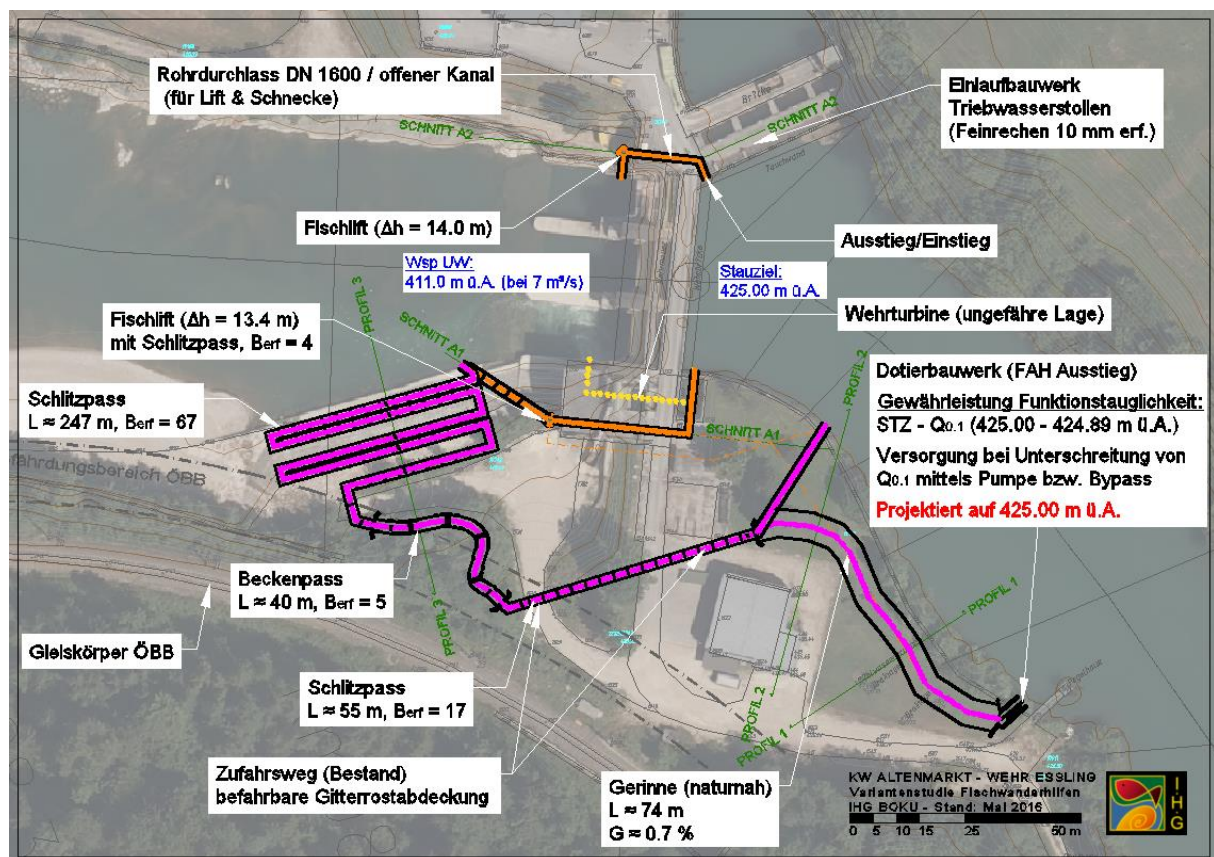 Rohrdurchlass DN 1600 / offener Kanal
(für Lift & Schnecke)
Einlaufbauwerk
Triebwasserstollen
(Feinrechen 10 mm erf.)
Brücke
SCHNITT A2
SCHNITT A2
Tauchwand
Fischlift (Δh = 14.0 m)
Ausstieg/Einstieg
Wsp UW:
411.0 m ü.A. (bei 7 m³/s)
Stauziel:
425.00 m ü.A.
PROFIL 3
Fischlift (Δh = 13.4 m)
mit Schlitzpass, Berf = 4
SCHNITT A1
Wehrturbine (ungefähre Lage)
PROFIL 2
Dotierbauwerk (FAH Ausstieg)
Gewährleistung Funktionstauglichkeit:
STZ - Q0.1 (425.00 - 424.89 m ü.A.)
Versorgung bei Unterschreitung von
Q0.1 mittels Pumpe bzw. Bypass
Projektiert auf 425.00 m ü.A.
Schlitzpass
L ≈ 247 m, Berf = 67
SCHNITT A1
fährdungsbereich ÖBB
Beckenpass
L ≈ 40 m, Berf = 5
PROFIL 3
PROFIL 1
Gleiskörper ÖBB
Schlitzpass
L ≈ 55 m, Berf = 17
PROFIL 2
PROFIL 1
Zufahrsweg (Bestand)
befahrbare Gitterrostabdeckung
Gerinne (naturnah)
L ≈ 74 m
G ≈ 0.7 %
KW ALTENMARKT - WEHR ESSLING
Variantenstudie Fischwanderhilfen
IHG BOKU - Stand: Mai 2016
0 5 10 15 25 50 m
I·H·G